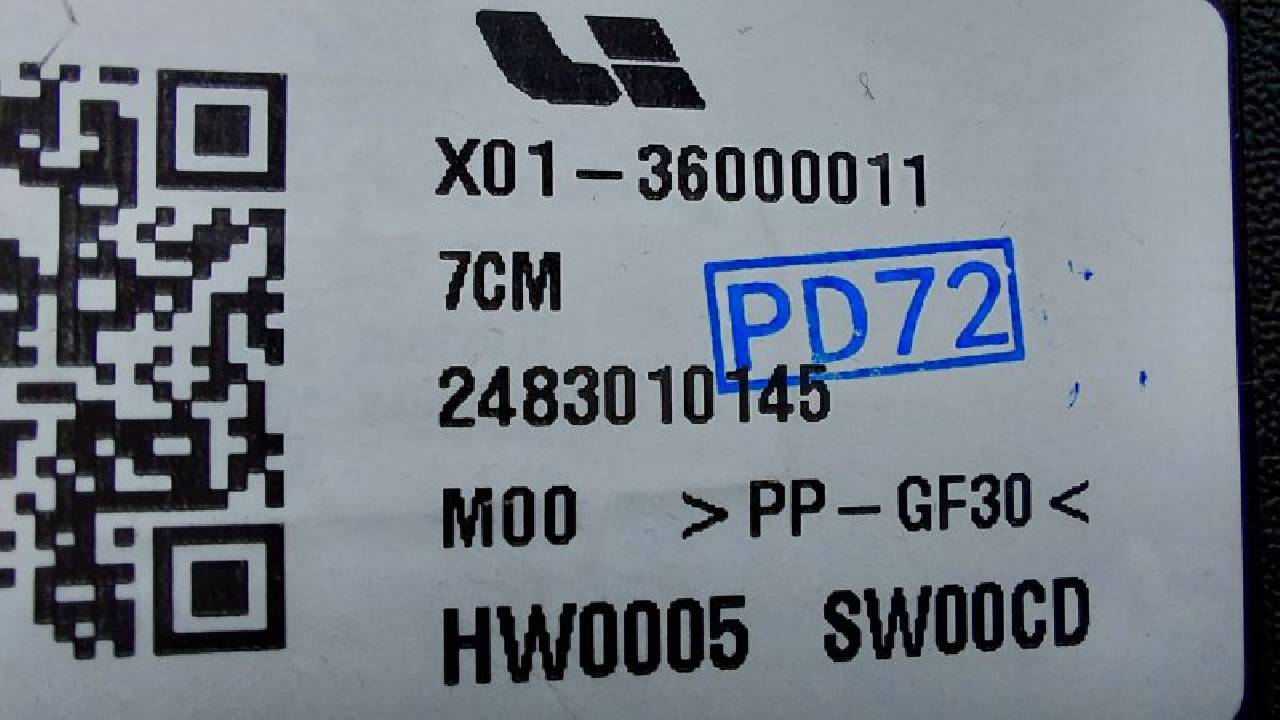 X01-36000011
7CM
PD72
2483010145
M00 >PP-GF30<
HW0005 SW00CD